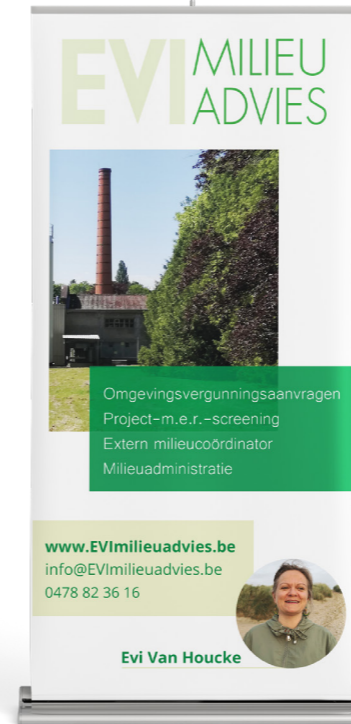 EVI MILIEU
ADVIES
Omgevingsvergunningsaanvragen
Project-m.e.r.-screening
Extern milieucoördinator
Milieuadministratie
www.EVImilieuadvies.be
info@EVImilieuadvies.be
0478 82 36 16
Evi Van Houcke